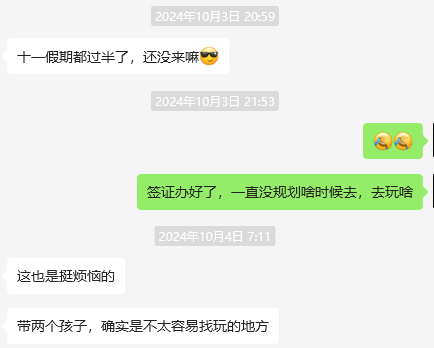 2024年10月3日 20:59
十一假期都过半了，还没来嘛😎
2024年10月3日 21:53
🤣🤣
签证办好了，一直没规划啥时候去，去玩啥
2024年10月4日 7:11
这也是挺烦恼的
带两个孩子，确实是不太容易找玩的地方